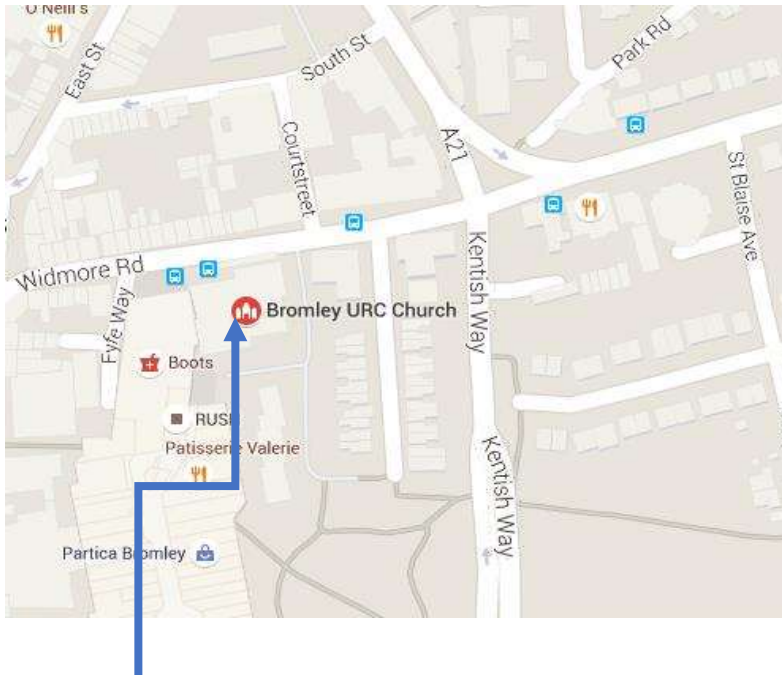 O'Neill's
East St
South St
Park Rd
Courtstreet
A21
St Blaise Ave
Widmore Rd
Kentish Way
Fyfe Way
Bromley URC Church
Boots
Patisserie Valerie
Kentish Way
Partica Bromley